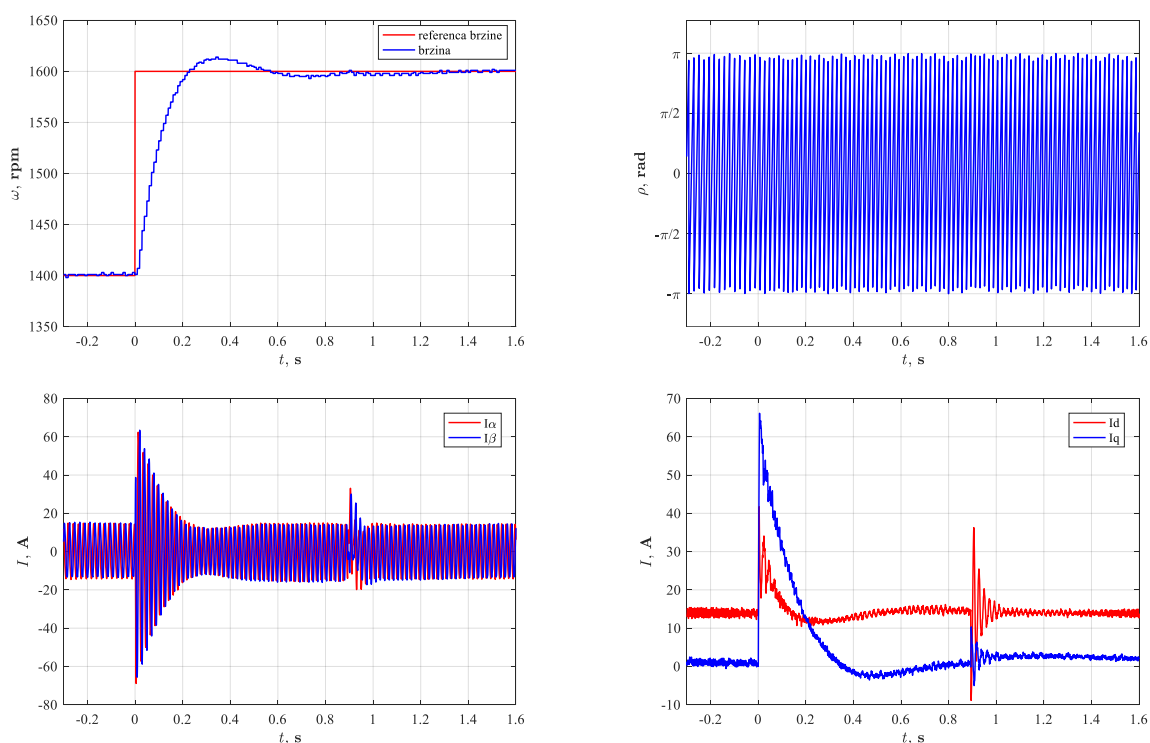 1650
1600
1550
1500
1450
1400
1350
ω, rpm
referenca brzine
brzina
-0.2 0 0.2 0.4 0.6 0.8 1 1.2 1.4 1.6
t, s
π
π/2
0
-π/2
-π
ρ, rad
-0.2 0 0.2 0.4 0.6 0.8 1 1.2 1.4 1.6
t, s
80
60
40
20
0
-20
-40
-60
-80
I, A
Iα
Iβ
-0.2 0 0.2 0.4 0.6 0.8 1 1.2 1.4 1.6
t, s
70
60
50
40
30
20
10
0
-10
I, A
Id
Iq
-0.2 0 0.2 0.4 0.6 0.8 1 1.2 1.4 1.6
t, s